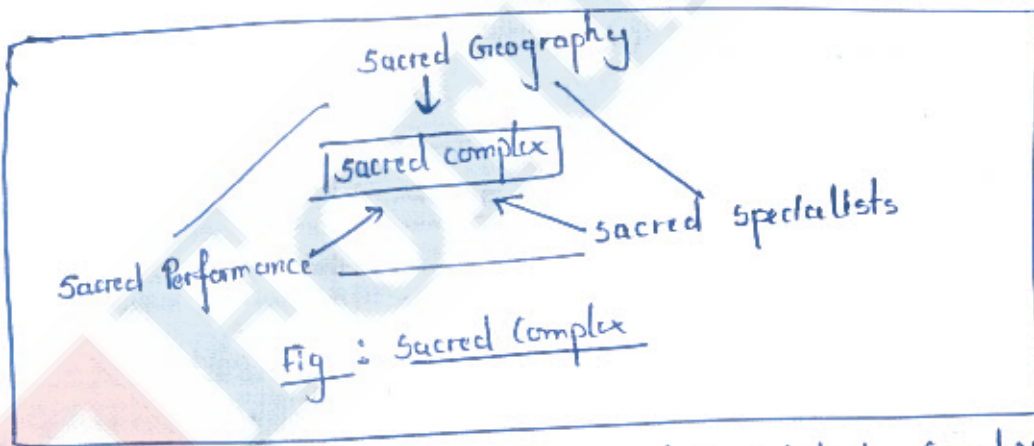 Sacred Geography
Sacred complex
Sacred specialists
Sacred Performance
Fig : Sacred Complex